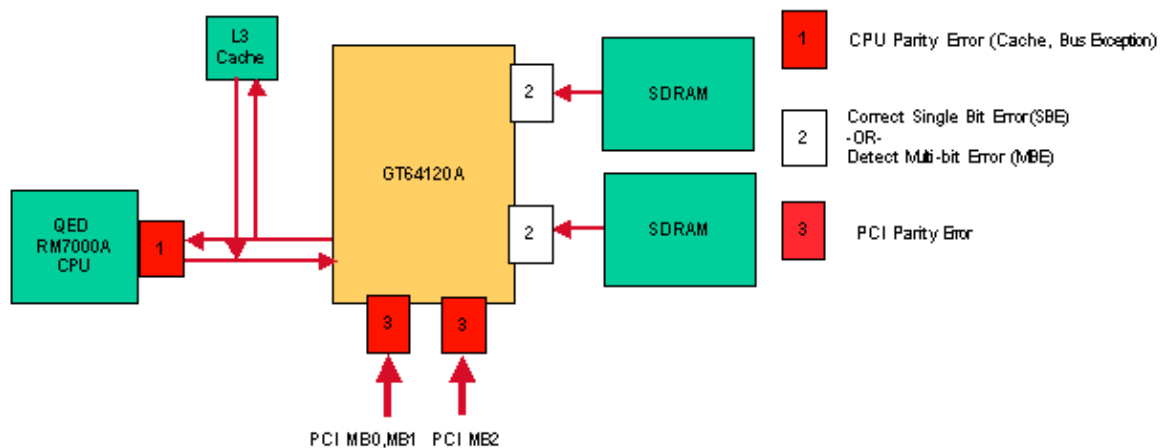 L3
Cache
GT64120A
2
SDRAM
2
SDRAM
QED
RM7000A
CPU
1
3
3
PCI MB0,MB1
PCI MB2
1
CPU Parity Error (Cache, Bus Exception)
2
Correct Single Bit Error(SBE)
-OR-
Detect Multi-bit Error (MBE)
3
PCI Parity Error